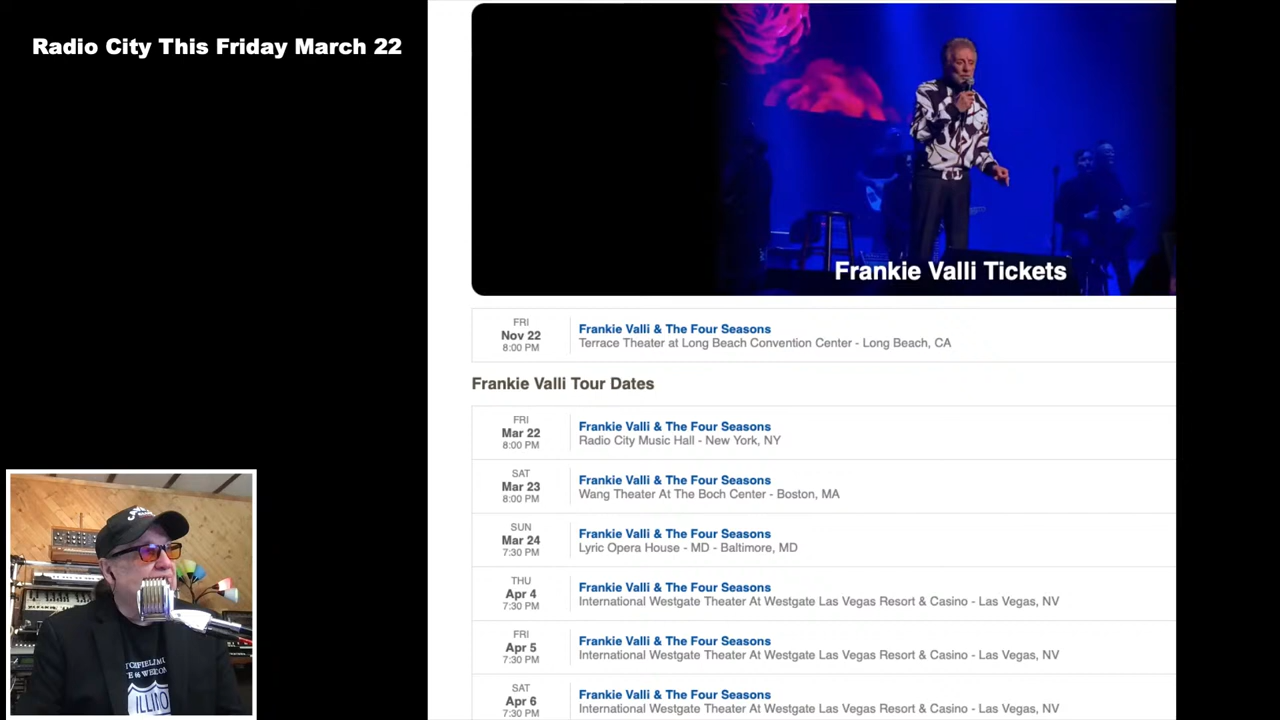 Radio City This Friday March 22
Frankie Valli Tickets
FRI
Nov 22
8:00 PM
Frankie Valli & The Four Seasons
Terrace Theater at Long Beach Convention Center - Long Beach, CA
Frankie Valli Tour Dates
FRI
Mar 22
8:00 PM
Frankie Valli & The Four Seasons
Radio City Music Hall - New York, NY
SAT
Mar 23
8:00 PM
Frankie Valli & The Four Seasons
Wang Theater At The Boch Center - Boston, MA
SUN
Mar 24
7:30 PM
Frankie Valli & The Four Seasons
Lyric Opera House - MD - Baltimore, MD
THU
Apr 4
7:30 PM
Frankie Valli & The Four Seasons
International Westgate Theater At Westgate Las Vegas Resort & Casino - Las Vegas, NV
FRI
Apr 5
7:30 PM
Frankie Valli & The Four Seasons
International Westgate Theater At Westgate Las Vegas Resort & Casino - Las Vegas, NV
SAT
Apr 6
7:30 PM
Frankie Valli & The Four Seasons
International Westgate Theater At Westgate Las Vegas Resort & Casino - Las Vegas, NV
ILLINO